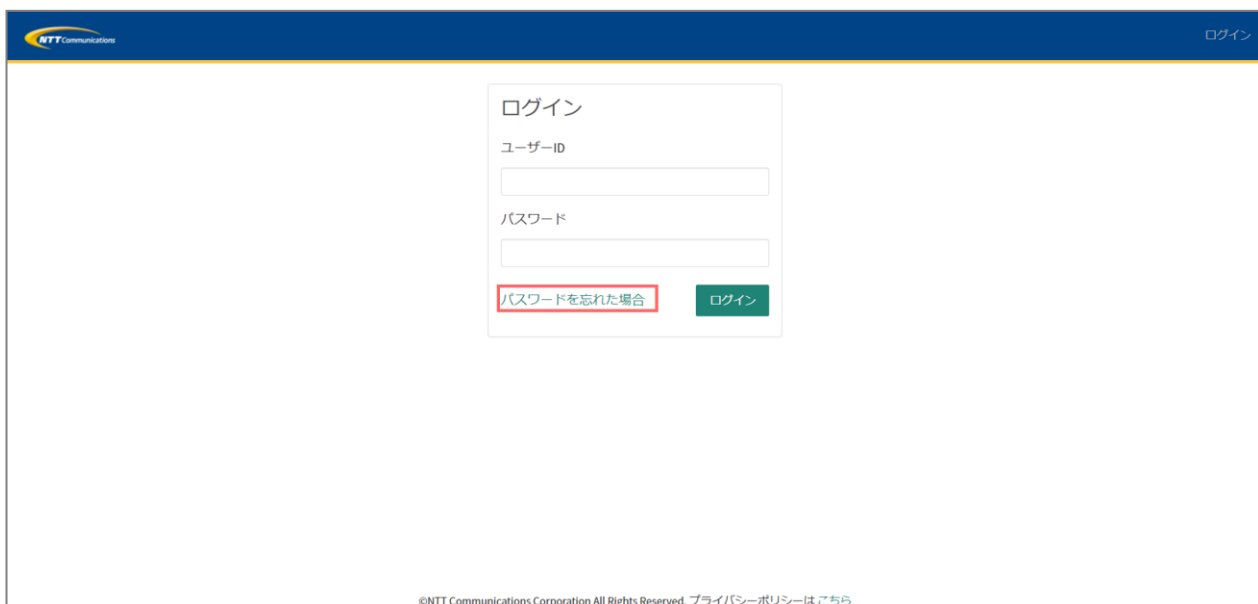 NTT Communications
ログイン
ログイン
ユーザーID
パスワード
パスワードを忘れた場合
ログイン
©NTT Communications Corporation All Rights Reserved. プライバシーポリシーは こちら